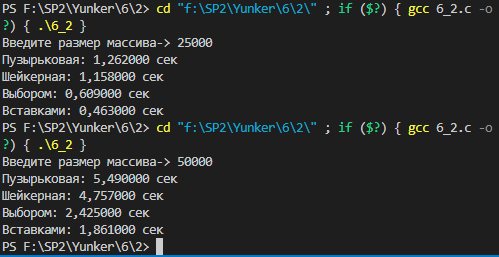 PS F:\SP2\Yunker\6\2> cd "f:\SP2\Yunker\6\2\" ; if ($?) { gcc 6_2.c -o
?) { .\6_2 }
Введите размер массива-> 25000
Пузырьковая: 1,262000 сек
Шейкерная: 1,158000 сек
Выбором: 0,609000 сек
Вставками: 0,463000 сек
PS F:\SP2\Yunker\6\2> cd "f:\SP2\Yunker\6\2\" ; if ($?) { gcc 6_2.c -o
?) { .\6_2 }
Введите размер массива-> 50000
Пузырьковая: 5,490000 сек
Шейкерная: 4,757000 сек
Выбором: 2,425000 сек
Вставками: 1,861000 сек
PS F:\SP2\Yunker\6\2>